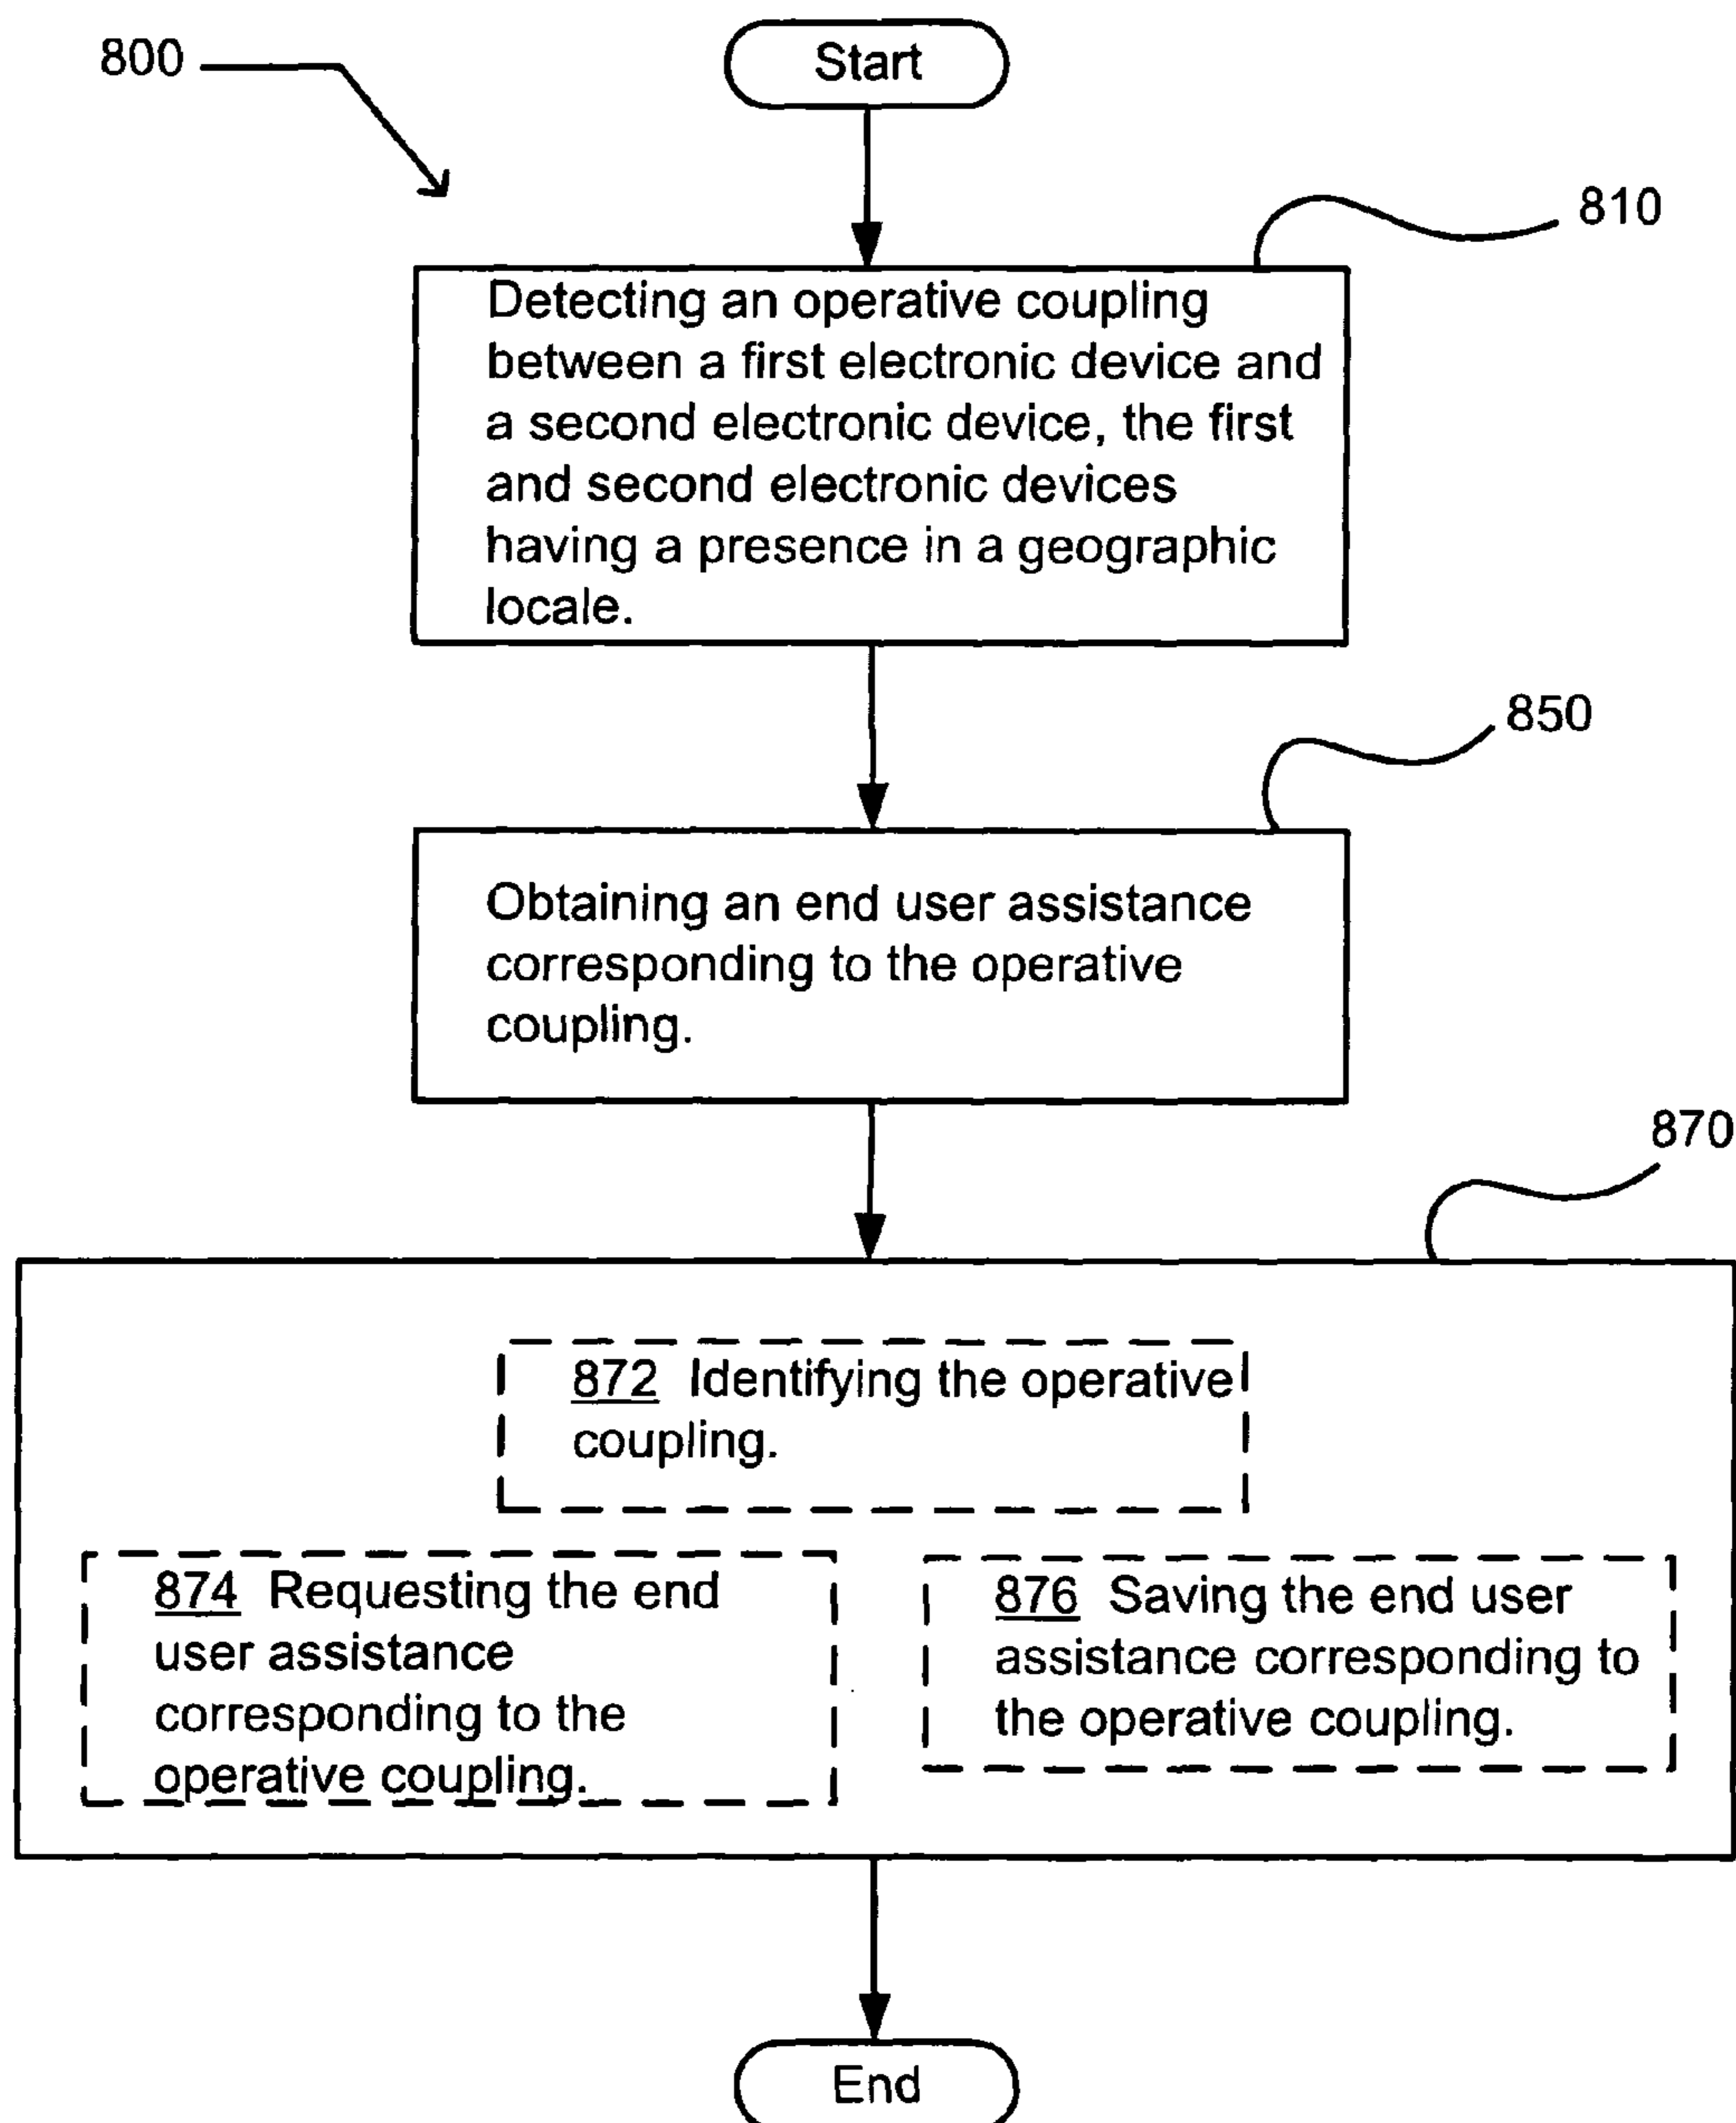 800
Start
810
Detecting an operative coupling
between a first electronic device and
a second electronic device, the first
and second electronic devices
having a presence in a geographic
locale.
850
Obtaining an end user assistance
corresponding to the operative
coupling.
870
872 Identifying the operative
coupling.
874 Requesting the end
user assistance
corresponding to the
operative coupling.
876 Saving the end user
assistance corresponding to
the operative coupling.
End